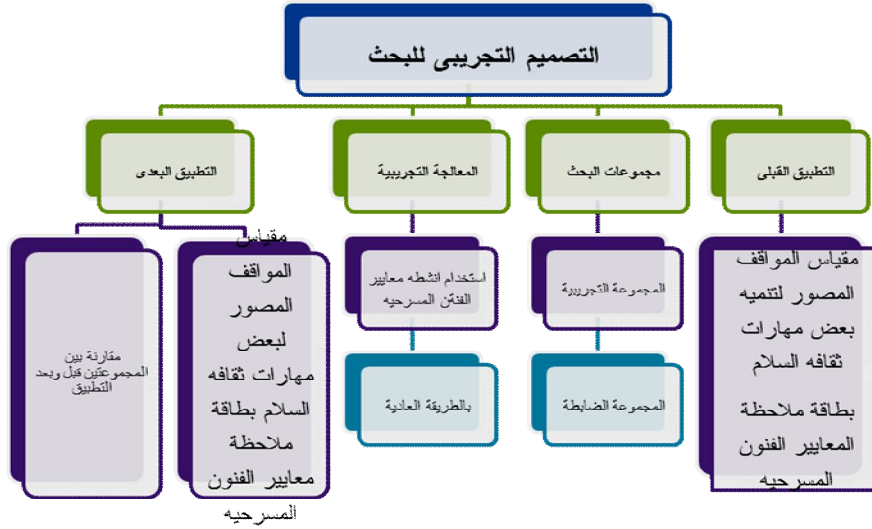 التصميم التجريبى للبحث
التطبيق القبلى
مجموعات البحث
المعالجة التجريبية
التطبيق البعدى
مقياس المواقف
المصور لتنميه
بعض مهارات
ثقافه السلام
بطاقة ملاحظة
المعايير الفنون
المسرحيه
المجموعة التجريبية
المجموعة الضابطة
استخدام انشطه معايير
الفنتن المسرحيه
بالطريقة العادية
مقياس
المواقف
المصور
لبعض
مهارات ثقافه
السلام بطاقة
ملاحظة
معايير الفنون
المسرحيه
مقارنة بين
المجموعتين قبل وبعد
التطبيق